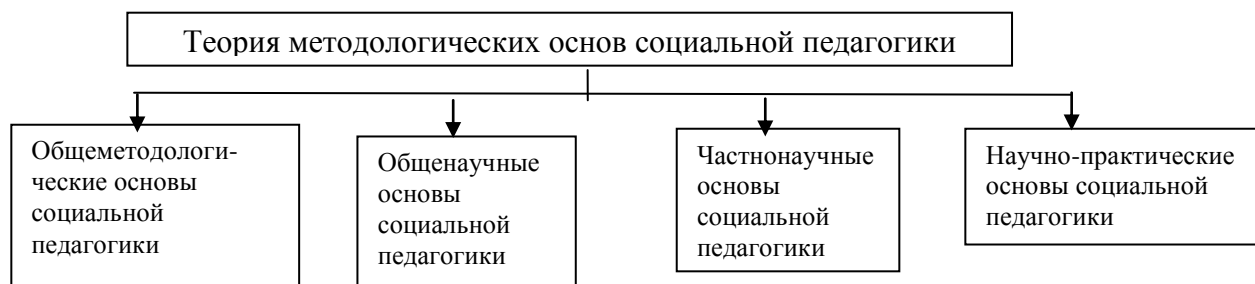 Теория методологических основ социальной педагогики
Общеметодологи-
ческие основы
социальной
педагогики
Общенаучные
основы
социальной
педагогики
Частнонаучные
основы
социальной
педагогики
Научно-практические
основы социальной
педагогики